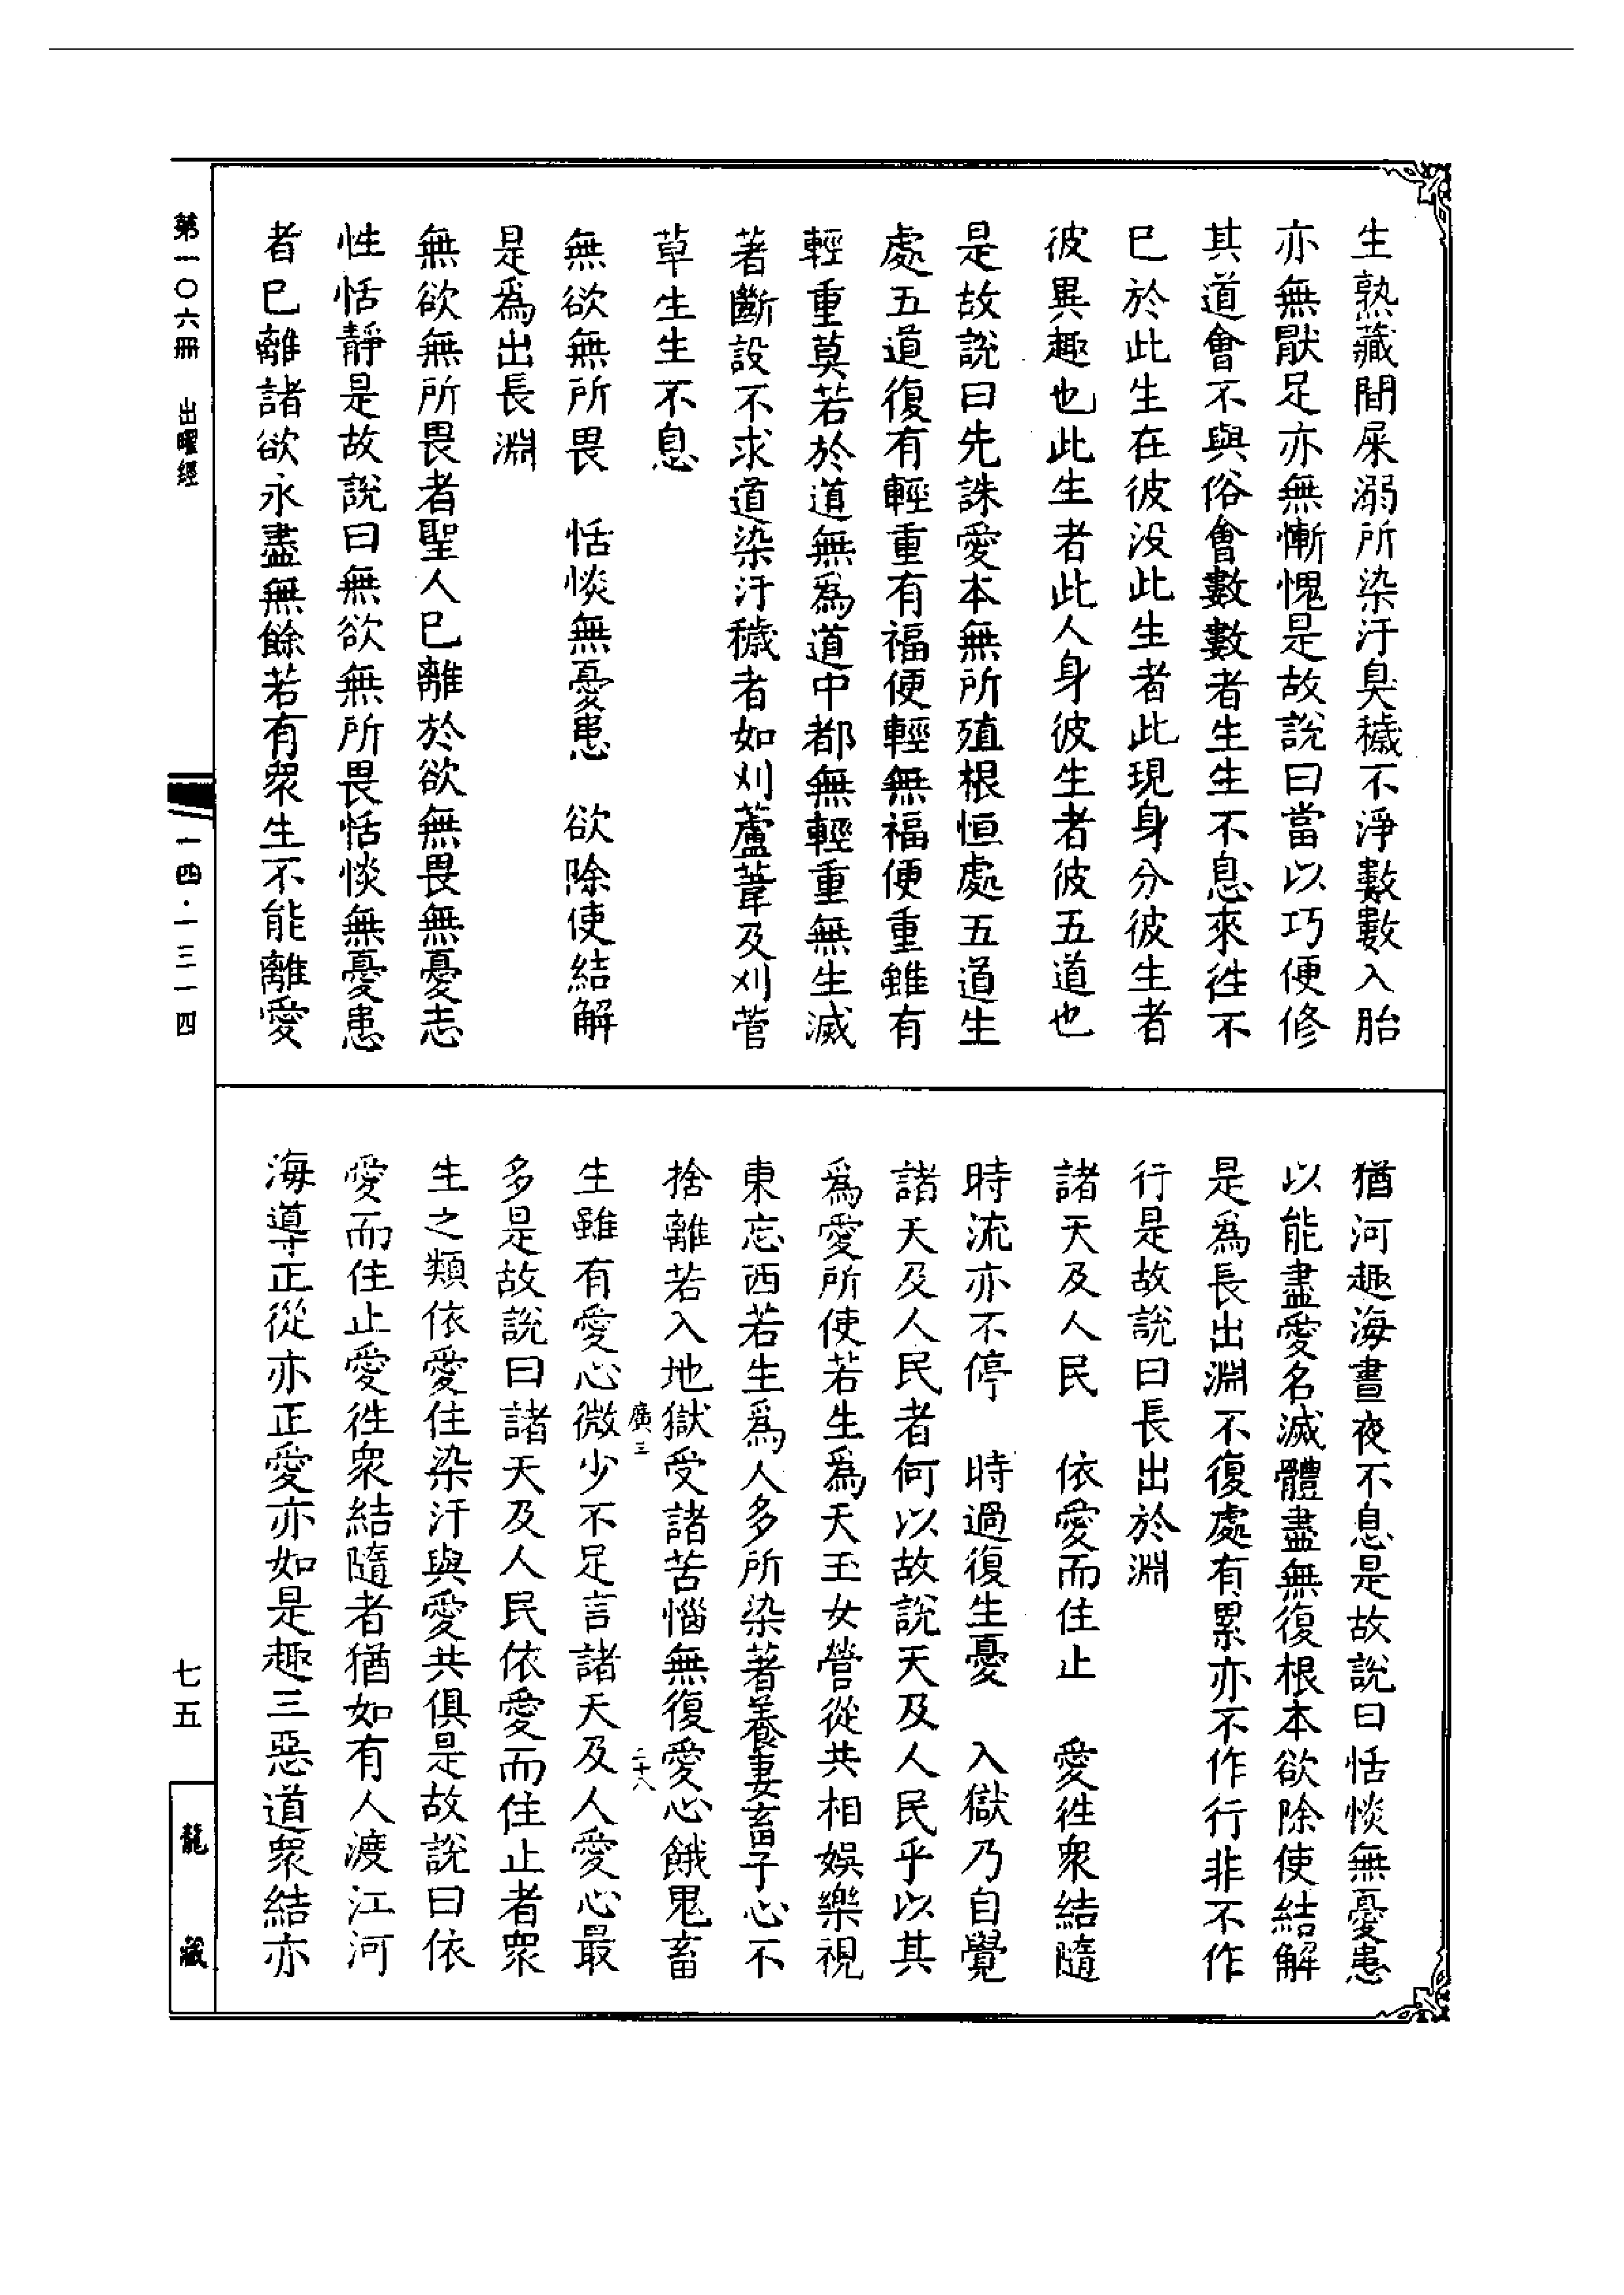 生熟藏間屎溺所染汙臭穢不淨數數入胎
亦無猒足亦無慚愧是故說曰當以巧便修
其道會不與俗會數數者生生不息來徃不
已於此生在彼没此生者此現身分彼生者
彼異趣也此生者此人身彼生者彼五道也
是故說曰先誅愛本無所殖根恒處五道生
處五道復有輕重有福便輕無福便重雖有
輕重莫若於道無為道中都無輕重無生滅
著斷設不求道染汙穢者如刈蘆葦及刈菅
草生生不息
無欲無所畏　恬惔無憂患　欲除使結解
是為出長淵
無欲無所畏者聖人已離於欲無畏無憂志
性恬靜是故說曰無欲無所畏恬惔無憂患
者已離諸欲永盡無餘若有眾生不能離愛
猶河趣海晝夜不息是故說曰恬惔無憂患
以能盡愛名滅體盡無復根本欲除使結解
是為長出淵不復處有累亦不作行非不作
行是故說曰長出於淵
諸天及人民　依愛而住止　愛徃眾結隨
時流亦不停　時過復生憂　入獄乃自覺
諸天及人民者何以故說天及人民乎以其
為愛所使若生為天玉女營從共相娛樂視
東忘西若生為人多所染著養妻畜子心不
捨離若入地獄受諸苦惱無復愛心餓鬼畜
廣三　二十八
生雖有愛心微少不足言諸天及人愛心最
多是故說曰諸天及人民依愛而住止者眾
生之類依愛住染汙與愛共俱是故說曰依
愛而住止愛徃眾結隨者猶如有人渡江河
海導正從亦正愛亦如是趣三惡道眾結亦
第一〇六冊　出曜經
一四·一三一四
七五
龍藏